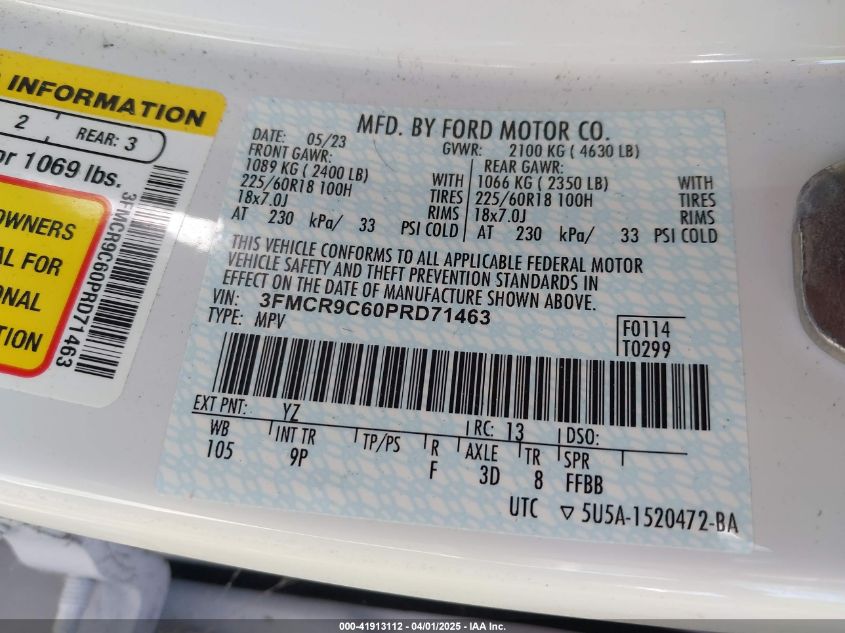 INFORMATION
2 REAR: 3
or 1069 lbs.
OWNERS
AL FOR
ONAL
TION
3FMCR9C60PRD71463
MFD. BY FORD MOTOR CO.
DATE: 05/23 GVWR: 2100 KG ( 4630 LB)
FRONT GAWR: REAR GAWR:
1089 KG ( 2400 LB) WITH 1066 KG ( 2350 LB) WITH
225/60R18 100H TIRES 225/60R18 100H TIRES
18x7.0J RIMS 18x7.0J RIMS
AT 230 kPa/ 33 PSI COLD AT 230 kPa/ 33 PSI COLD
THIS VEHICLE CONFORMS TO ALL APPLICABLE FEDERAL MOTOR
VEHICLE SAFETY AND THEFT PREVENTION STANDARDS IN
EFFECT ON THE DATE OF MANUFACTURE SHOWN ABOVE.
VIN: 3FMCR9C60PRD71463
TYPE: MPV
F0114
T0299
EXT PNT: YZ RC: 13 DSO:
WB INT TR TP/PS R AXLE TR SPR
105 9P F 3D 8 FFBB
UTC ▽ 5U5A-1520472-BA
000-41913112 - 04/01/2025 - IAA Inc.